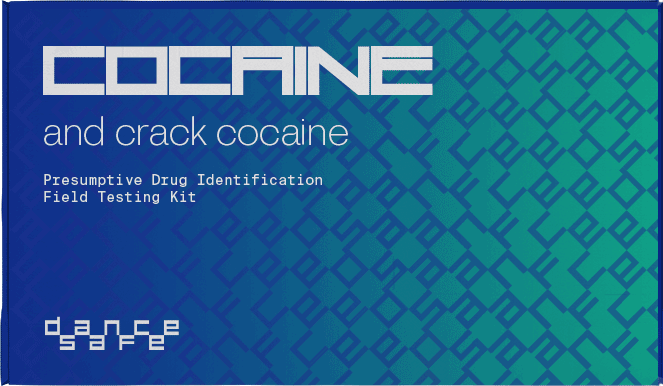 COCAINE
and crack cocaine
Presumptive Drug Identification
Field Testing Kit
dance
safe